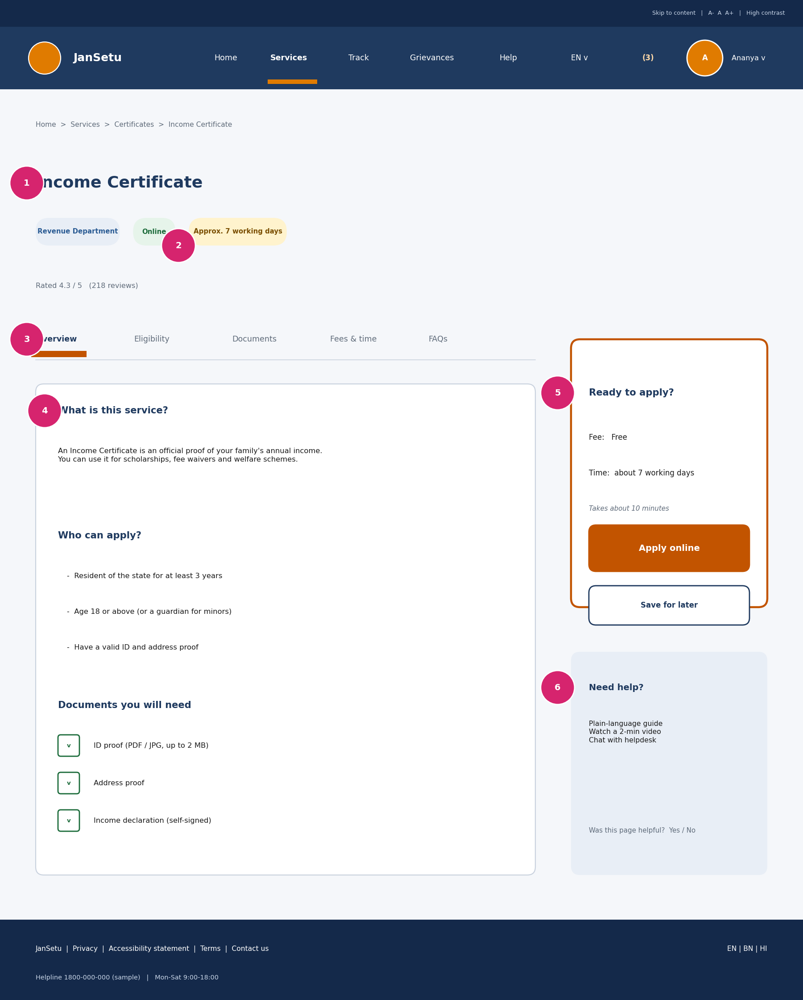 Skip to content | A- A A+ | High contrast
JanSetu Home Services Track Grievances Help EN v (3) A Ananya v
Home > Services > Certificates > Income Certificate
1 ncome Certificate
Revenue Department Online Approx. 7 working days
2
Rated 4.3 / 5 (218 reviews)
3 verview Eligibility Documents Fees & time FAQs
4 What is this service?
An Income Certificate is an official proof of your family's annual income.
You can use it for scholarships, fee waivers and welfare schemes.
Who can apply?
- Resident of the state for at least 3 years
- Age 18 or above (or a guardian for minors)
- Have a valid ID and address proof
Documents you will need
v ID proof (PDF / JPG, up to 2 MB)
v Address proof
v Income declaration (self-signed)
5 Ready to apply?
Fee: Free
Time: about 7 working days
Takes about 10 minutes
Apply online
Save for later
6 Need help?
Plain-language guide
Watch a 2-min video
Chat with helpdesk
Was this page helpful? Yes / No
JanSetu | Privacy | Accessibility statement | Terms | Contact us EN | BN | HI
Helpline 1800-000-000 (sample) | Mon-Sat 9:00-18:00